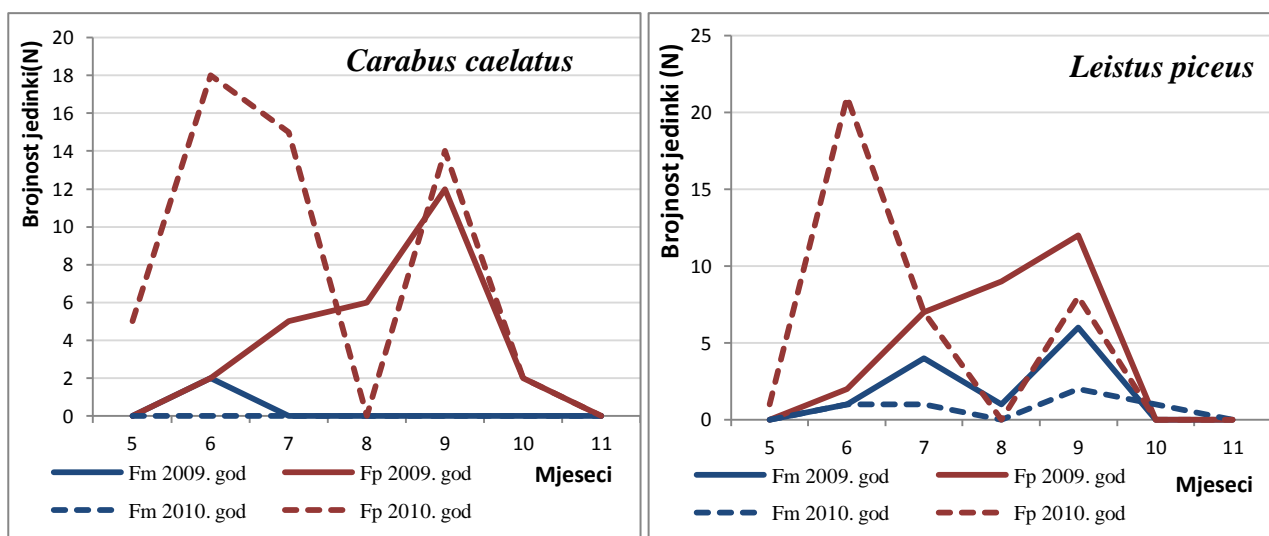 Carabus caelatus
Brojnost jedinki(N)
20
18
16
14
12
10
8
6
4
2
0
5 6 7 8 9 10 11
Mjeseci
Fm 2009. god Fp 2009. god
Fm 2010. god Fp 2010. god
Leistus piceus
Brojnost jedinki (N)
25
20
15
10
5
0
5 6 7 8 9 10 11
Mjeseci
Fm 2009. god Fp 2009. god
Fm 2010. god Fp 2010. god